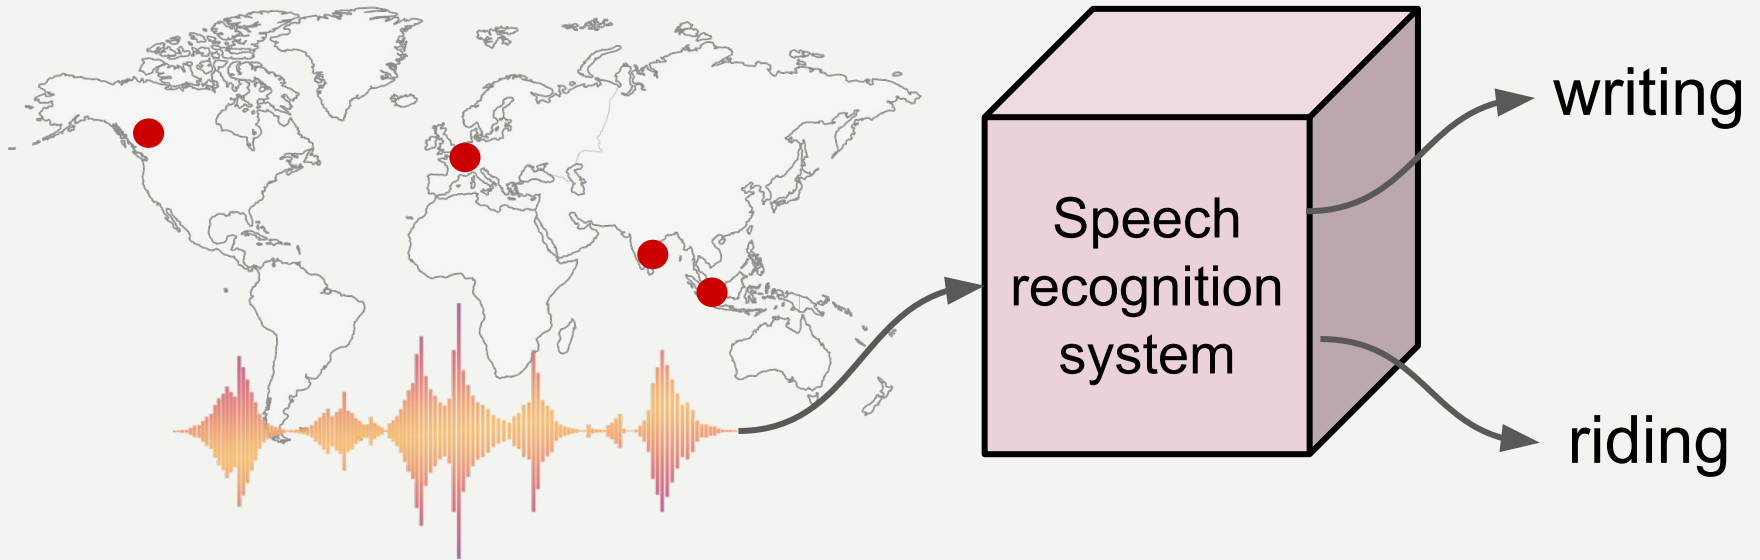 Speech
recognition
system
writing
riding